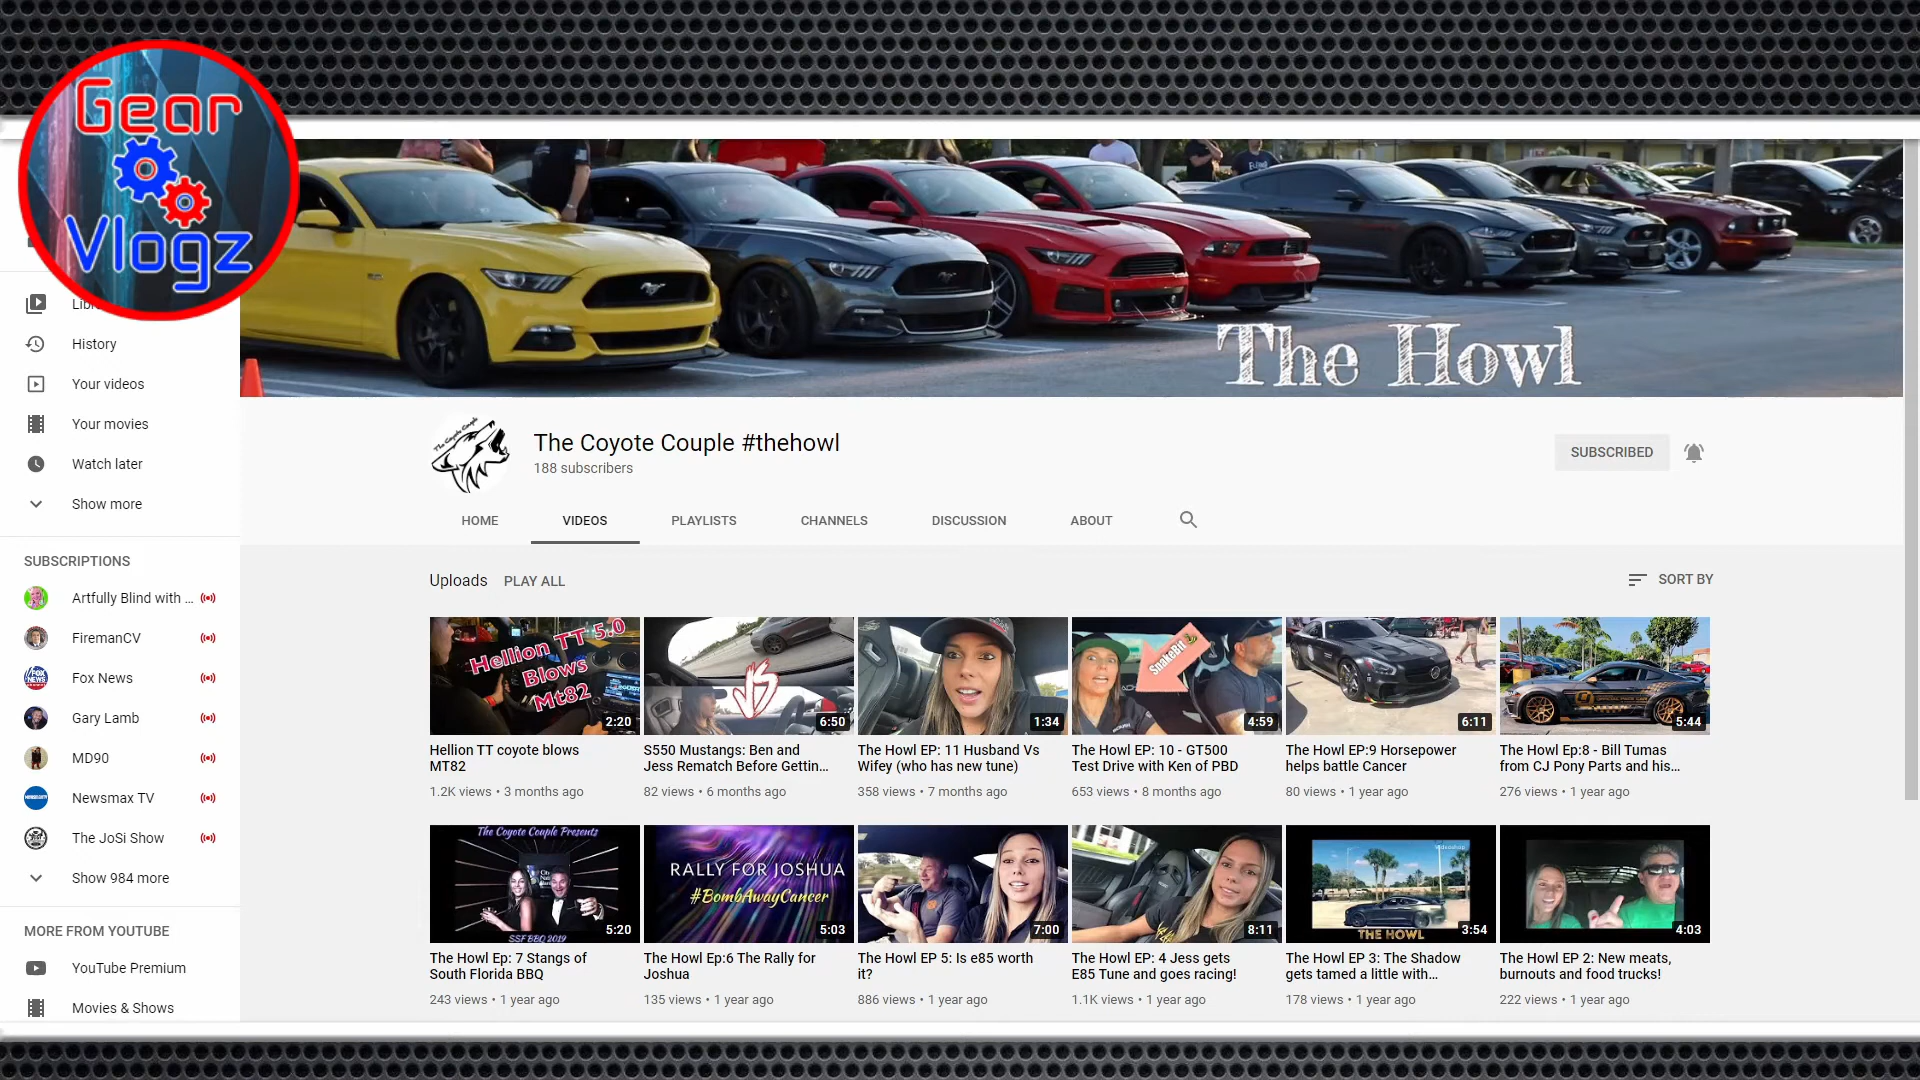 Gear
Vlogz
The Howl
History
Your videos
Your movies
Watch later
Show more
SUBSCRIPTIONS
Artfully Blind with ...
FiremanCV
Fox News
Gary Lamb
MD90
Newsmax TV
The JoSi Show
Show 984 more
MORE FROM YOUTUBE
YouTube Premium
Movies & Shows
The Coyote Couple #thehowl
188 subscribers
SUBSCRIBED
HOME
VIDEOS
PLAYLISTS
CHANNELS
DISCUSSION
ABOUT
Uploads
PLAY ALL
SORT BY
Hellion TT 5.0
Blows
Mt82
2:20
Hellion TT coyote blows
MT82
1.2K views • 3 months ago
VS
6:50
S550 Mustangs: Ben and
Jess Rematch Before Gettin...
82 views • 6 months ago
1:34
The Howl EP: 11 Husband Vs
Wifey (who has new tune)
358 views • 7 months ago
SnakeBit
4:59
The Howl EP: 10 - GT500
Test Drive with Ken of PBD
653 views • 8 months ago
6:11
The Howl EP:9 Horsepower
helps battle Cancer
80 views • 1 year ago
5:44
The Howl Ep:8 - Bill Tumas
from CJ Pony Parts and his...
276 views • 1 year ago
The Coyote Couple Presents
SSF BBQ 2019
5:20
The Howl Ep: 7 Stangs of
South Florida BBQ
243 views • 1 year ago
RALLY FOR JOSHUA
#BombAwayCancer
5:03
The Howl Ep:6 The Rally for
Joshua
135 views • 1 year ago
7:00
The Howl EP 5: Is e85 worth
it?
886 views • 1 year ago
8:11
The Howl EP: 4 Jess gets
E85 Tune and goes racing!
1.1K views • 1 year ago
Videoshop
THE HOWL
3:54
The Howl EP 3: The Shadow
gets tamed a little with...
178 views • 1 year ago
4:03
The Howl EP 2: New meats,
burnouts and food trucks!
222 views • 1 year ago